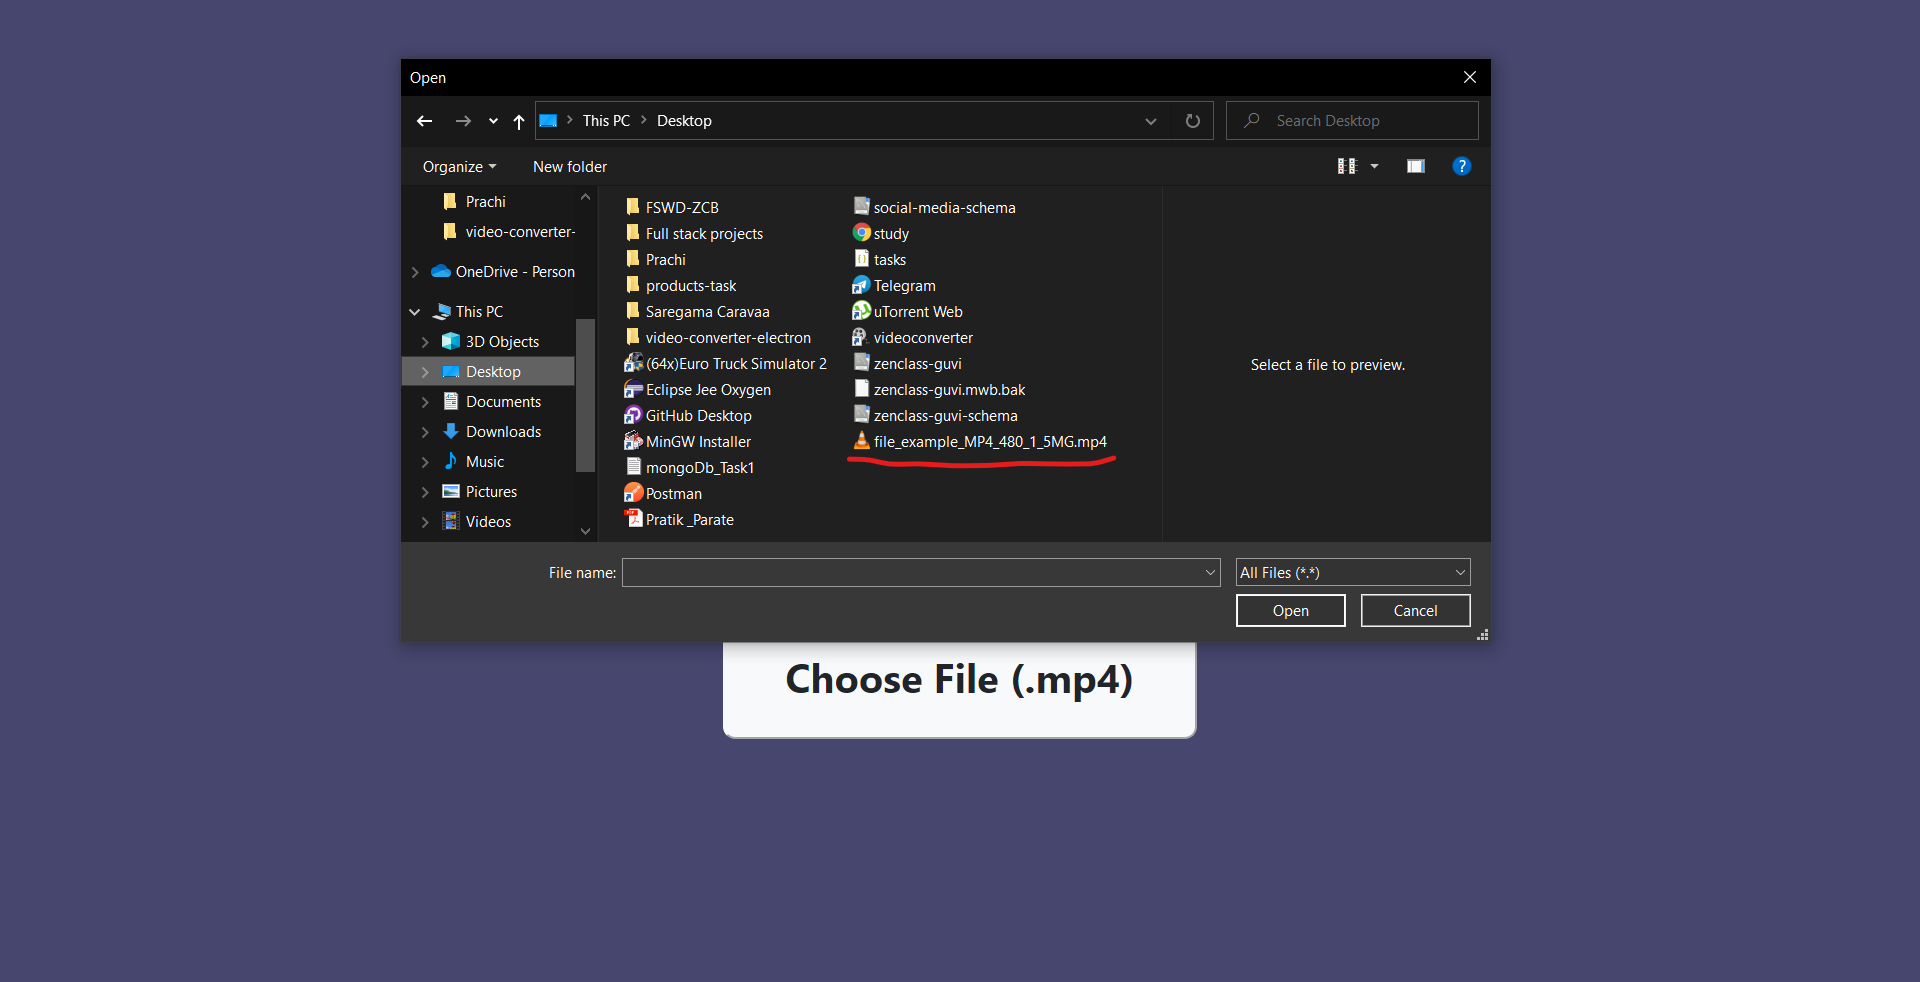 Open
This PC
Desktop
Search Desktop
Organize
New folder
?
Prachi
video-converter-
OneDrive - Person
This PC
3D Objects
Desktop
Documents
Downloads
Music
Pictures
Videos
FSWD-ZCB
Full stack projects
Prachi
products-task
Saregama Caravaa
video-converter-electron
(64x)Euro Truck Simulator 2
Eclipse Jee Oxygen
GitHub Desktop
MinGW Installer
mongoDb_Task1
Postman
Pratik _Parate
social-media-schema
study
tasks
Telegram
uTorrent Web
videoconverter
zenclass-guvi
zenclass-guvi.mwb.bak
zenclass-guvi-schema
file_example_MP4_480_1_5MG.mp4
Select a file to preview.
File name:
All Files (*.*)
Open
Cancel
Choose File (.mp4)